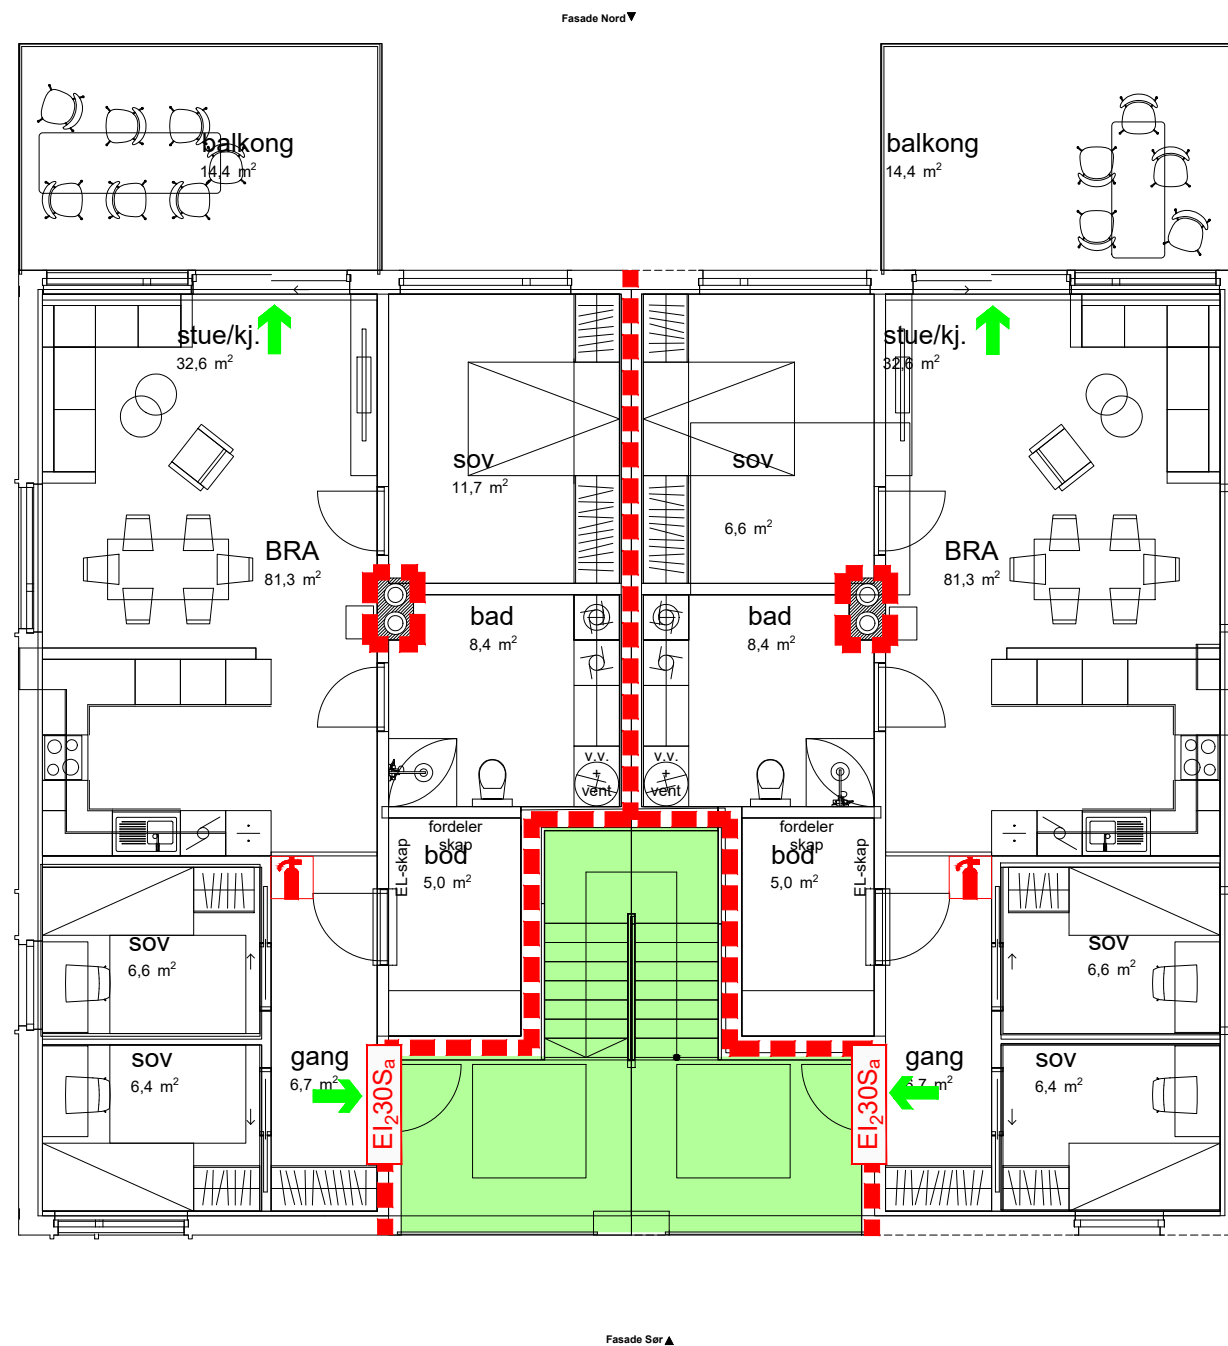 Fasade Nord
balkong
14,4 m²
balkong
14,4 m²
stue/kj.
32,6 m²
stue/kj.
32,6 m²
sov
11,7 m²
sov
6,6 m²
BRA
81,3 m²
BRA
81,3 m²
bad
8,4 m²
bad
8,4 m²
v.v.
vent
v.v.
vent
fordeler
skap
EL-skap
bod
5,0 m²
fordeler
skap
EL-skap
bod
5,0 m²
sov
6,6 m²
sov
6,6 m²
sov
6,4 m²
gang
6,7 m²
EI₂30Sₐ
EI₂30Sₐ
gang
6,7 m²
sov
6,4 m²
Fasade Sør